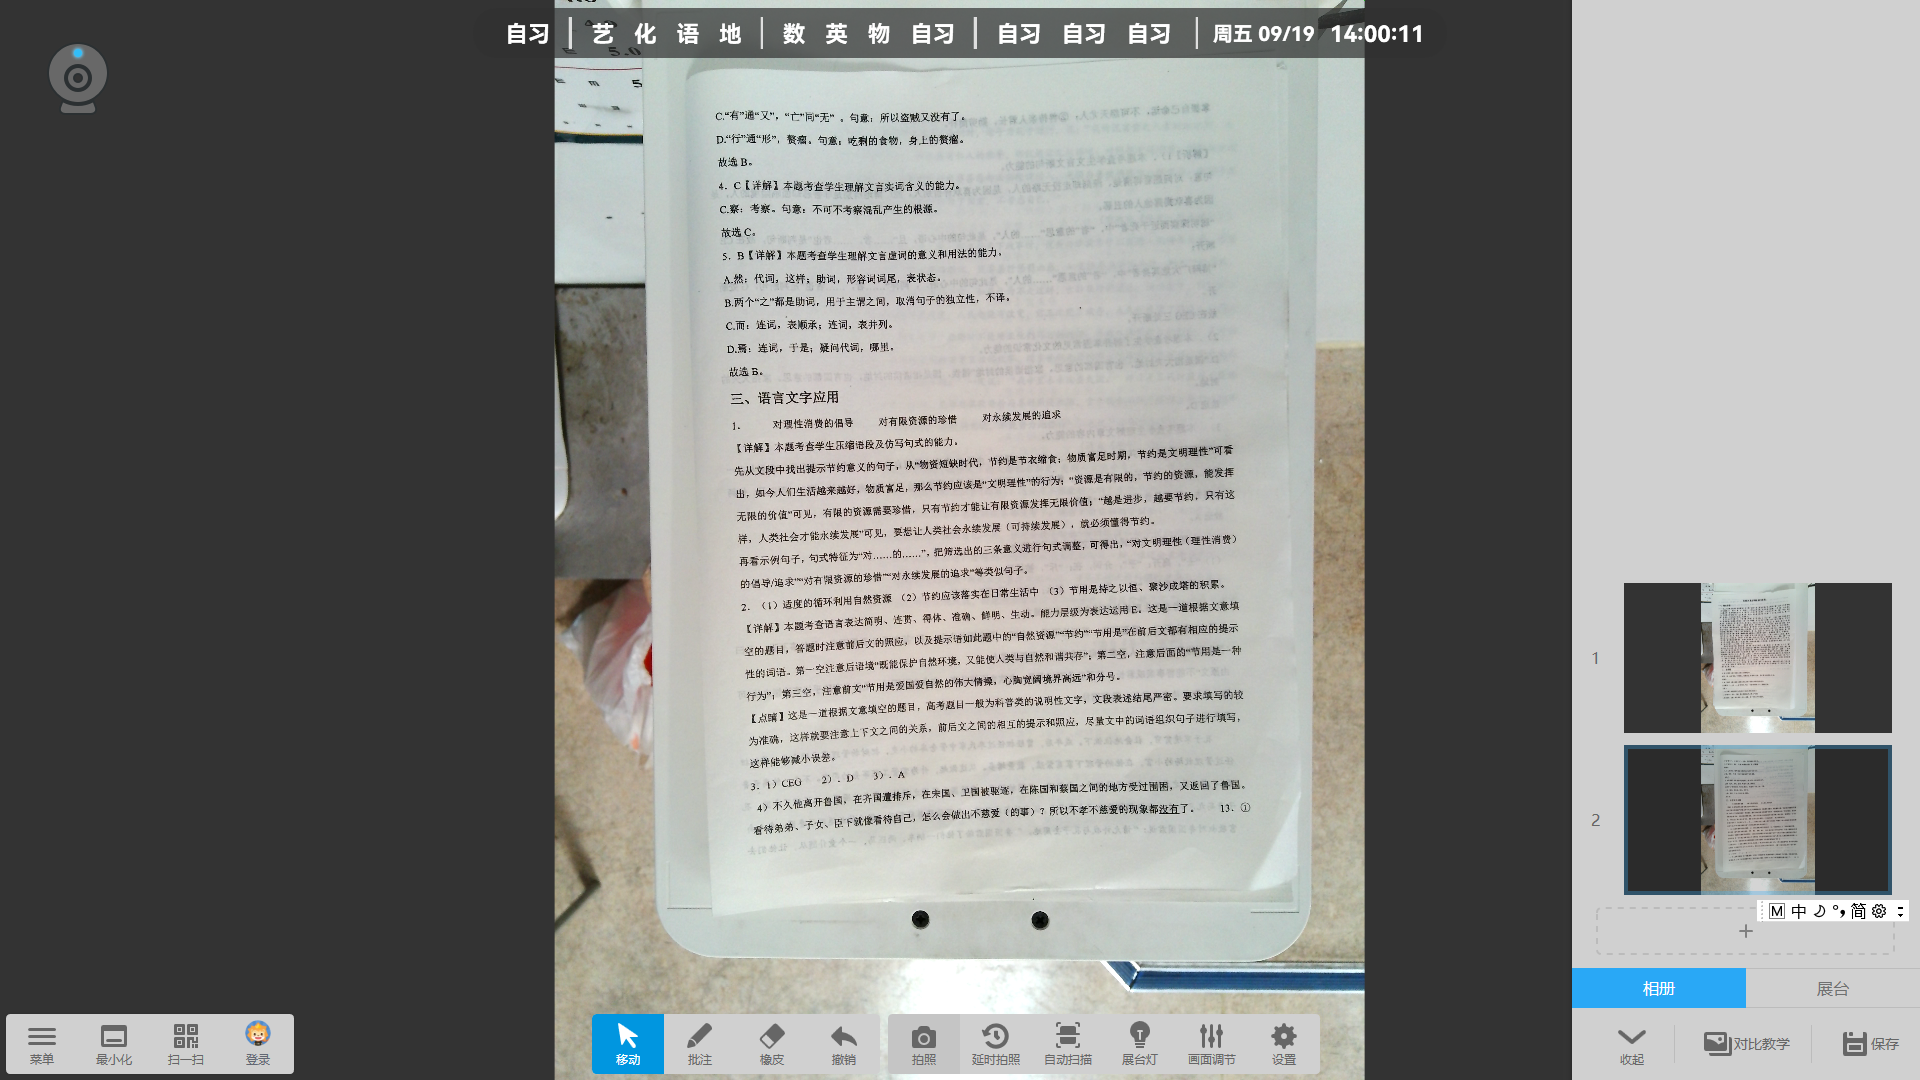 自习 | 艺 化 语 地 | 数 英 物 自习 | 自习 自习 自习 | 周五 09/19 14:00:11
C.“有”通“又”，“亡”同“无”。句意：所以盗贼又没有了。
D.“行”通“形”，赘瘤。句意：吃剩的食物，身上的赘瘤。
故选 B。
4．C【详解】本题考查学生理解文言实词含义的能力。
C.察：考察。句意：不可不考察混乱产生的根源。
故选 C。
5．B【详解】本题考查学生理解文言虚词的意义和用法的能力。
A.然：代词，这样；助词，形容词词尾，表状态。
B.两个“之”都是助词，用于主谓之间，取消句子的独立性，不译。
C.而：连词，表顺承；连词，表并列。
D.焉：连词，于是；疑问代词，哪里。
故选 B。
三、语言文字应用
1． 对理性消费的倡导 对有限资源的珍惜 对永续发展的追求
【详解】本题考查学生压缩语段及仿写句式的能力。
先从文段中找出提示节约意义的句子，从“物资短缺时代，节约是节衣缩食；物质富足时期，节约是文明理性”可看
出，如今人们生活越来越好，物质富足，那么节约应该是“文明理性”的行为；“资源是有限的，节约的资源，能发挥
无限的价值”可见，有限的资源需要珍惜，只有节约才能让有限资源发挥无限价值；“越是进步，越要节约，只有这
样，人类社会才能永续发展”可见，要想让人类社会永续发展（可持续发展），就必须懂得节约。
再看示例句子，句式特征为“对……的……”，把筛选出的三条意义进行句式调整，可得出，“对文明理性（理性消费）
的倡导/追求”“对有限资源的珍惜”“对永续发展的追求”等类似句子。
2．（1）适度的循环利用自然资源 （2）节约应该落实在日常生活中 （3）节用是持之以恒、聚沙成塔的积累。
【详解】本题考查语言表达简明、连贯、得体、准确、鲜明、生动。能力层级为表达运用 E。这是一道根据文意填
空的题目，答题时注意前后文的照应，以及提示语如此题中的“自然资源”“节约”“节用是”在前后文都有相应的提示
性的词语。第一空注意后语境“既能保护自然环境，又能使人类与自然和谐共存”；第二空，注意后面的“节用是一种
行为”；第三空，注意前文“节用是爱国爱自然的伟大情操，心胸宽阔境界高远”和分号。
【点睛】这是一道根据文意填空的题目，高考题目一般为科普类的说明性文字，文段表述结尾严密。要求填写的较
为准确，这样就要注意上下文之间的关系，前后文之间的相互的提示和照应，尽量文中的词语组织句子进行填写，
这样能够减小误差。
3．1）CEG 2）．D 3）．A
4）不久他离开鲁国，在齐国遭排斥，在宋国、卫国被驱逐，在陈国和蔡国之间的地方受过围困，又返回了鲁国。
看待弟弟、子女、臣下就像看待自己，怎么会做出不慈爱（的事）？所以不孝不慈爱的现象都没有了。 13．①
1
2
M 中 简
+
相册 展台
菜单 最小化 扫一扫 登录
移动 批注 橡皮 撤销 拍照 延时拍照 自动扫描 展台灯 画面调节 设置
收起 对比教学 保存